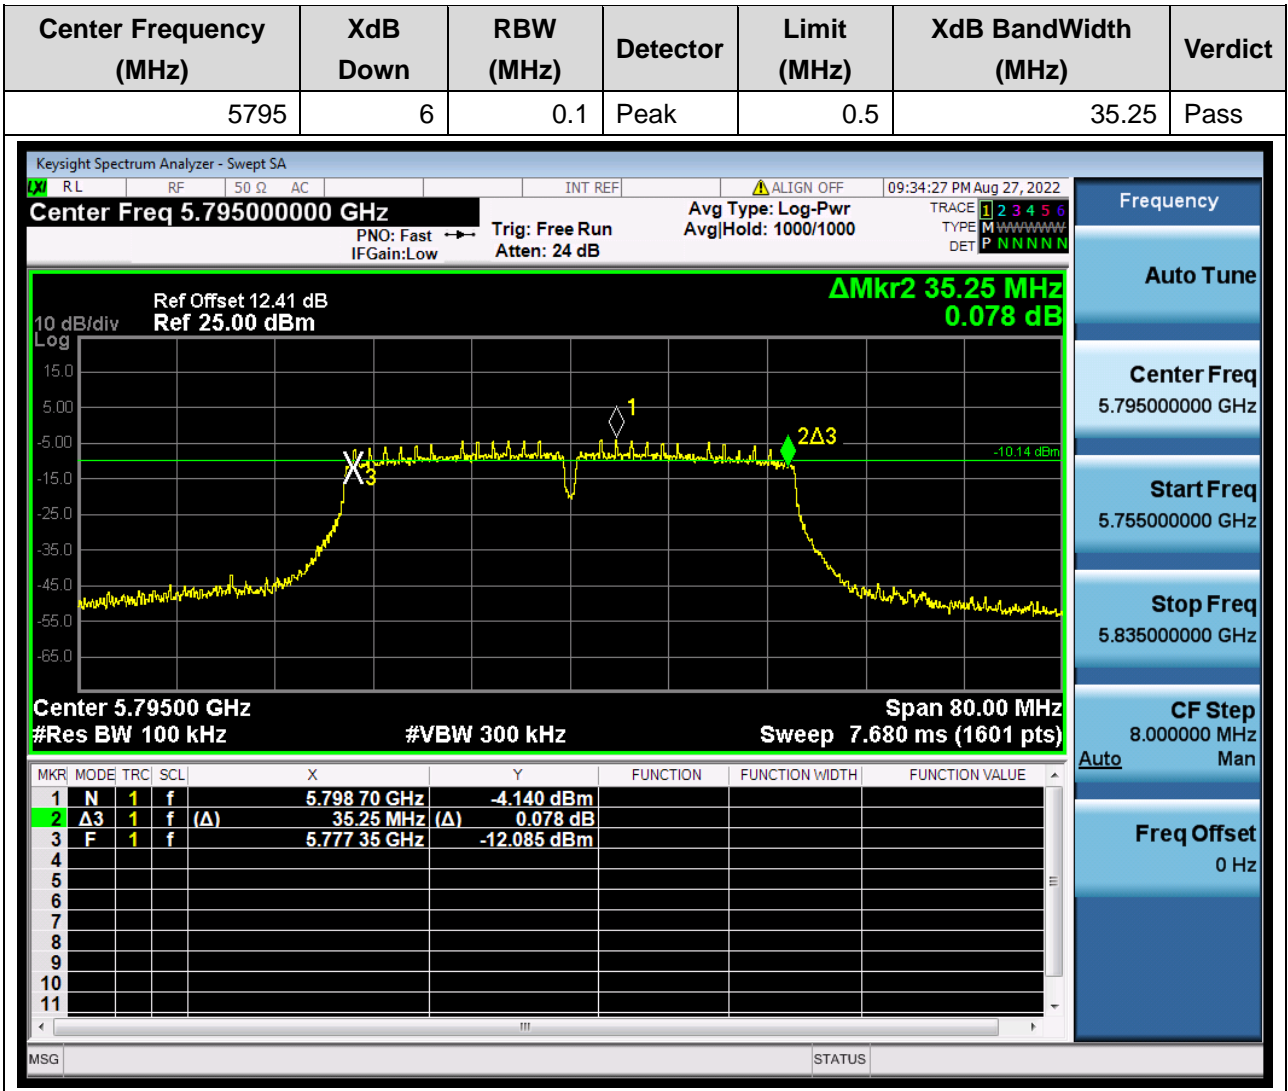 Center Frequency (MHz) XdB Down RBW (MHz) Detector Limit (MHz) XdB BandWidth (MHz) Verdict
5795 6 0.1 Peak 0.5 35.25 Pass
Keysight Spectrum Analyzer - Swept SA
LXI RL RF 50 Ω AC INT REF ALIGN OFF 09:34:27 PM Aug 27, 2022
Center Freq 5.795000000 GHz
PNO: Fast
IFGain:Low
Trig: Free Run
Atten: 24 dB
Avg Type: Log-Pwr
Avg|Hold: 1000/1000
TRACE 1 2 3 4 5 6
TYPE M WWWWW
DET P N N N N N
ΔMkr2 35.25 MHz
0.078 dB
Ref Offset 12.41 dB
10 dB/div Ref 25.00 dBm
Log
15.0
5.00
-5.00
-15.0
-25.0
-35.0
-45.0
-55.0
-65.0
1
2Δ3
3
-10.14 dBm
Center 5.79500 GHz Span 80.00 MHz
#Res BW 100 kHz #VBW 300 kHz Sweep 7.680 ms (1601 pts)
MKR MODE TRC SCL X Y FUNCTION FUNCTION WIDTH FUNCTION VALUE
1 N 1 f 5.798 70 GHz -4.140 dBm
2 Δ3 1 f (Δ) 35.25 MHz (Δ) 0.078 dB
3 F 1 f 5.777 35 GHz -12.085 dBm
4
5
6
7
8
9
10
11
MSG STATUS
Frequency
Auto Tune
Center Freq
5.795000000 GHz
Start Freq
5.755000000 GHz
Stop Freq
5.835000000 GHz
CF Step
8.000000 MHz
Auto Man
Freq Offset
0 Hz